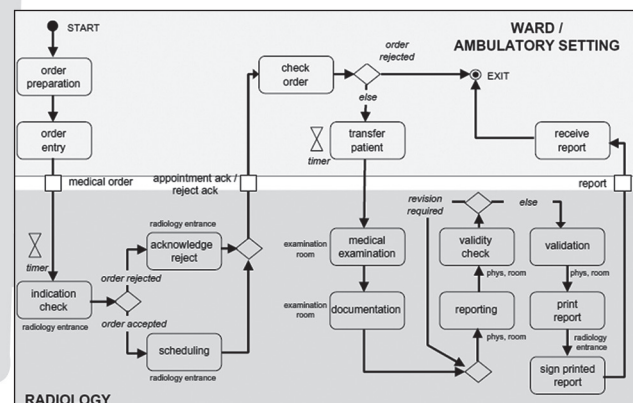 START
WARD /
AMBULATORY SETTING
order
preparation
order
entry
check
order
order
rejected
EXIT
else
timer
transfer
patient
receive
report
medical order
appointment ack /
reject ack
report
timer
indication
check
radiology entrance
order rejected
order accepted
radiology entrance
acknowledge
reject
scheduling
radiology entrance
examination
room
medical
examination
examination
room
documentation
revision
required
else
validity
check
phys, room
reporting
phys, room
validation
phys, room
print
report
radiology
entrance
sign printed
report
RADIOLOGY